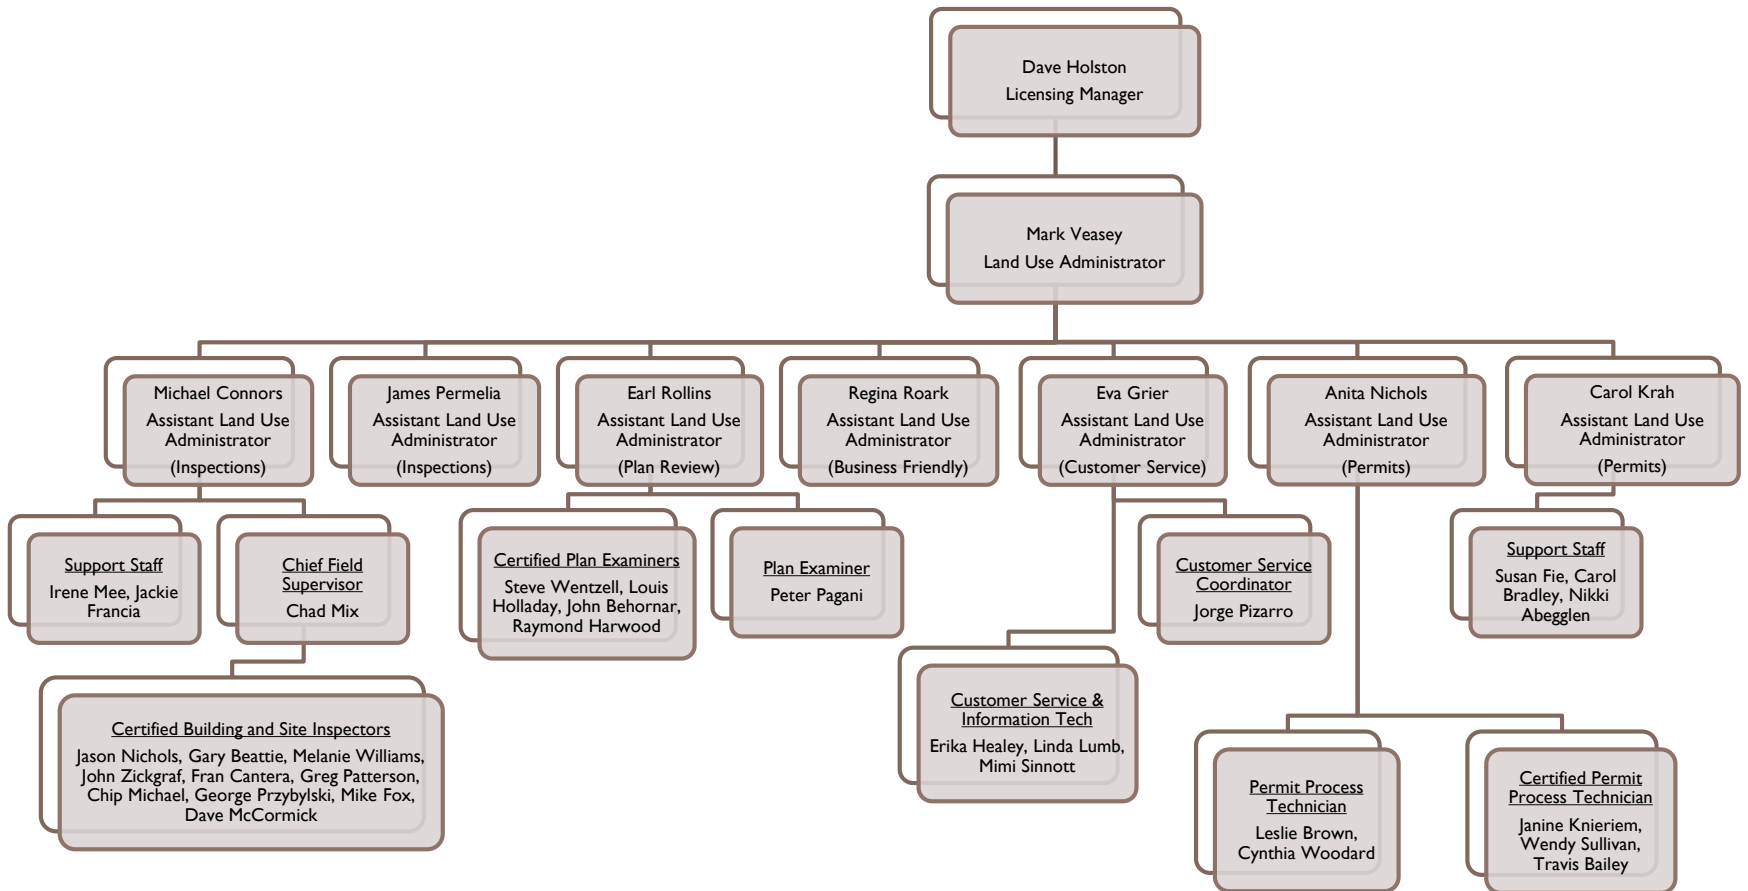 Dave Holston
Licensing Manager
Mark Veasey
Land Use Administrator
Michael Connors
Assistant Land Use
Administrator
(Inspections)
James Permelia
Assistant Land Use
Administrator
(Inspections)
Earl Rollins
Assistant Land Use
Administrator
(Plan Review)
Regina Roark
Assistant Land Use
Administrator
(Business Friendly)
Eva Grier
Assistant Land Use
Administrator
(Customer Service)
Anita Nichols
Assistant Land Use
Administrator
(Permits)
Carol Krah
Assistant Land Use
Administrator
(Permits)
Support Staff
Irene Mee, Jackie
Francia
Chief Field
Supervisor
Chad Mix
Certified Plan Examiners
Steve Wentzell, Louis
Holladay, John Behornar,
Raymond Harwood
Plan Examiner
Peter Pagani
Customer Service
Coordinator
Jorge Pizarro
Support Staff
Susan Fie, Carol
Bradley, Nikki
Abegglen
Certified Building and Site Inspectors
Jason Nichols, Gary Beattie, Melanie Williams,
John Zickgraf, Fran Cantera, Greg Patterson,
Chip Michael, George Przybylski, Mike Fox,
Dave McCormick
Customer Service &
Information Tech
Erika Healey, Linda Lumb,
Mimi Sinnott
Permit Process
Technician
Leslie Brown,
Cynthia Woodard
Certified Permit
Process Technician
Janine Knieriem,
Wendy Sullivan,
Travis Bailey